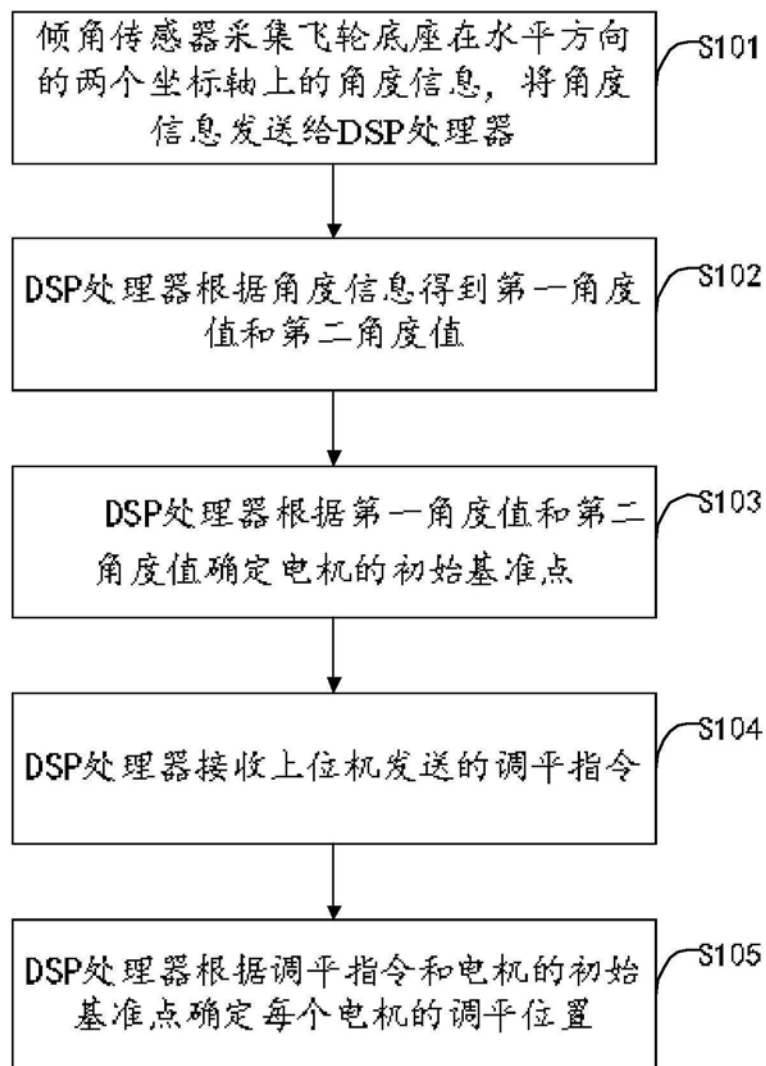 倾角传感器采集飞轮底座在水平方向
S101
的两个坐标轴上的角度信息，将角度
信息发送给DSP处理器
DSP处理器根据角度信息得到第一角度
S102
值和第二角度值
DSP处理器根据第一角度值和第二
S103
角度值确定电机的初始基准点
DSP处理器接收上位机发送的调平指令
S104
DSP处理器根据调平指令和电机的初始
S105
基准点确定每个电机的调平位置